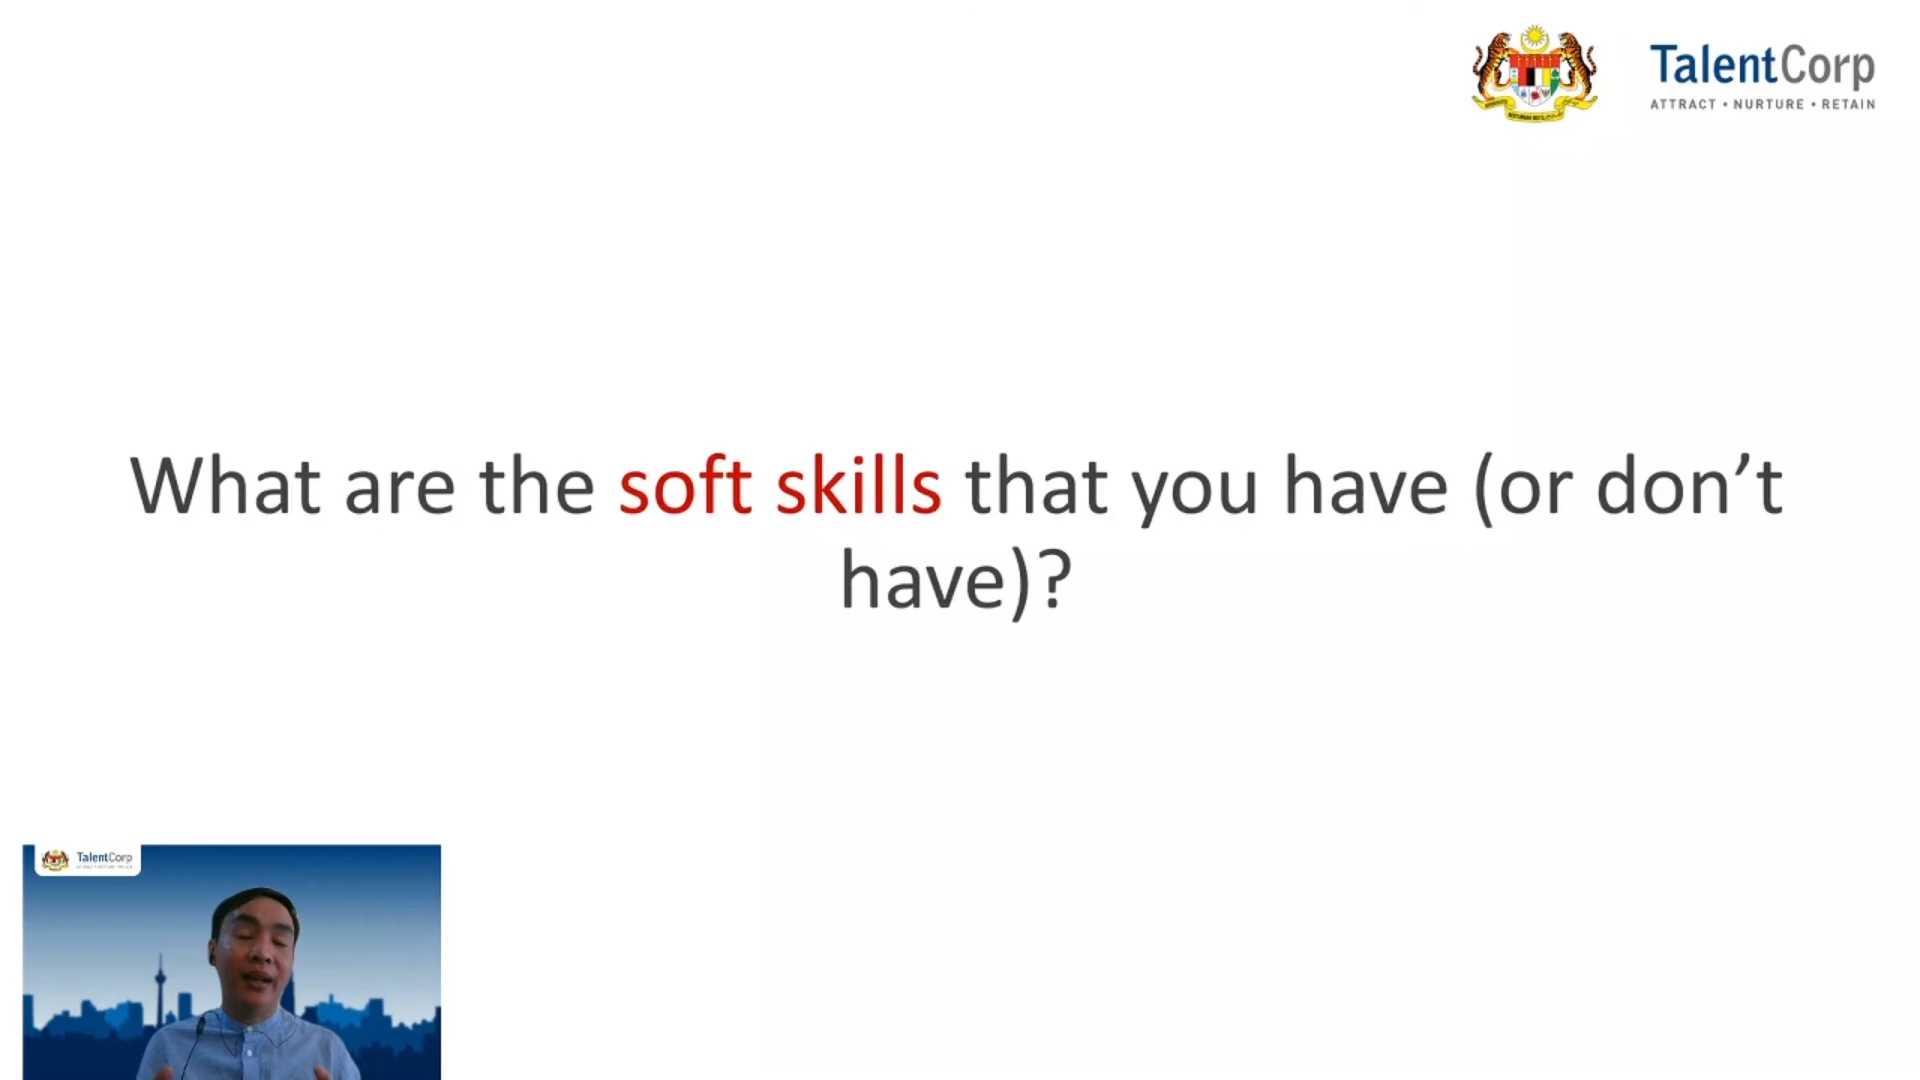 TalentCorp
ATTRACT • NURTURE • RETAIN
What are the soft skills that you have (or don’t
have)?
TalentCorp